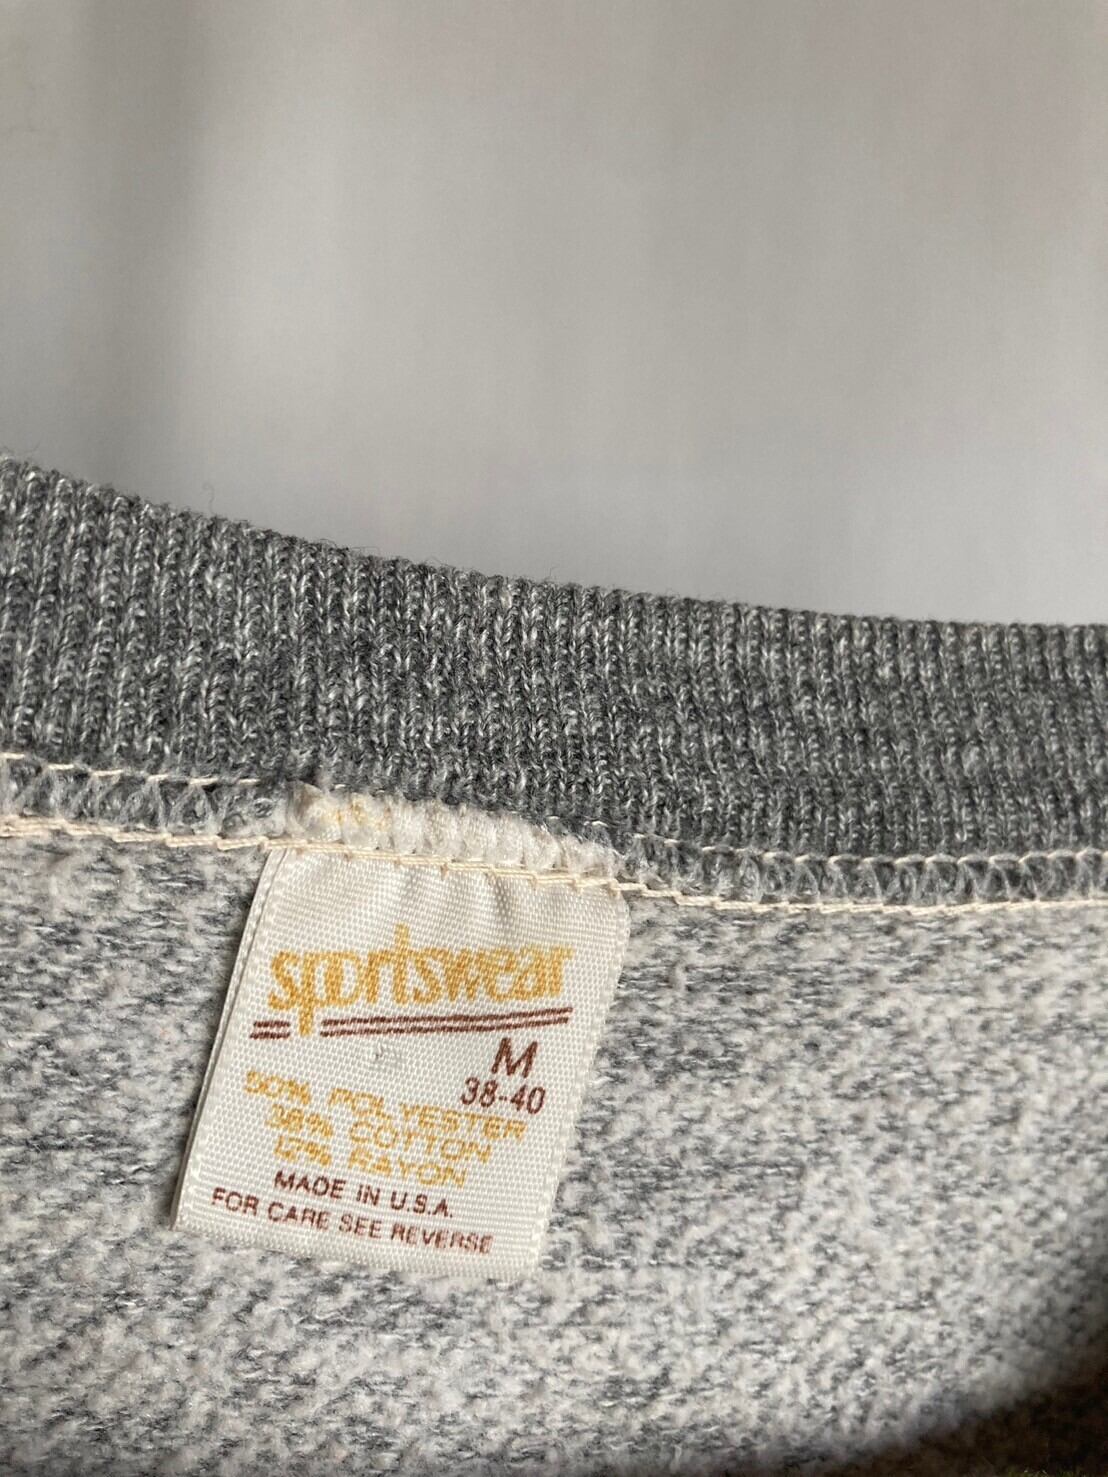 sportswear
M
38-40
50% POLYESTER
38% COTTON
12% RAYON
MADE IN U.S.A.
FOR CARE SEE REVERSE